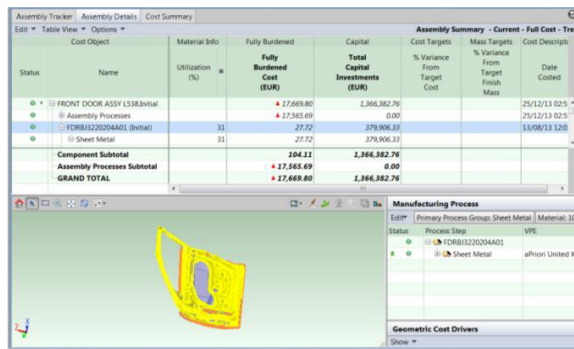 Assembly Tracker Assembly Details Cost Summary
Edit Table View Options Assembly Summary - Current - Full Cost - Tre
Cost Object Material Info Fully Burdened Capital Cost Targets Mass Targets Cost Descripto
Status Name Utilization (%) Fully Burdened Cost (EUR) Total Capital Investments (EUR) % Variance From Target Cost % Variance From Target Finish Mass Date Costed
FRONT DOOR ASSY L538.Initial 17,669.80 1,366,382.76 25/12/13 02:5
Assembly Processes 17,565.69 0.00 25/12/13 02:5
FDRBJ3220204A01 (Initial) 31 27.72 379,906.33 13/08/13 12:0
Sheet Metal 31 27.72 379,906.33
Component Subtotal 104.11 1,366,382.76
Assembly Processes Subtotal 17,565.69 0.00
GRAND TOTAL 17,669.80 1,366,382.76
Manufacturing Process
Edit Primary Process Group: Sheet Metal Material: 10
Status Process Step VPE
FDRBJ3220204A01
Sheet Metal aPriori United K
Y
X
Z
Geometric Cost Drivers
Show